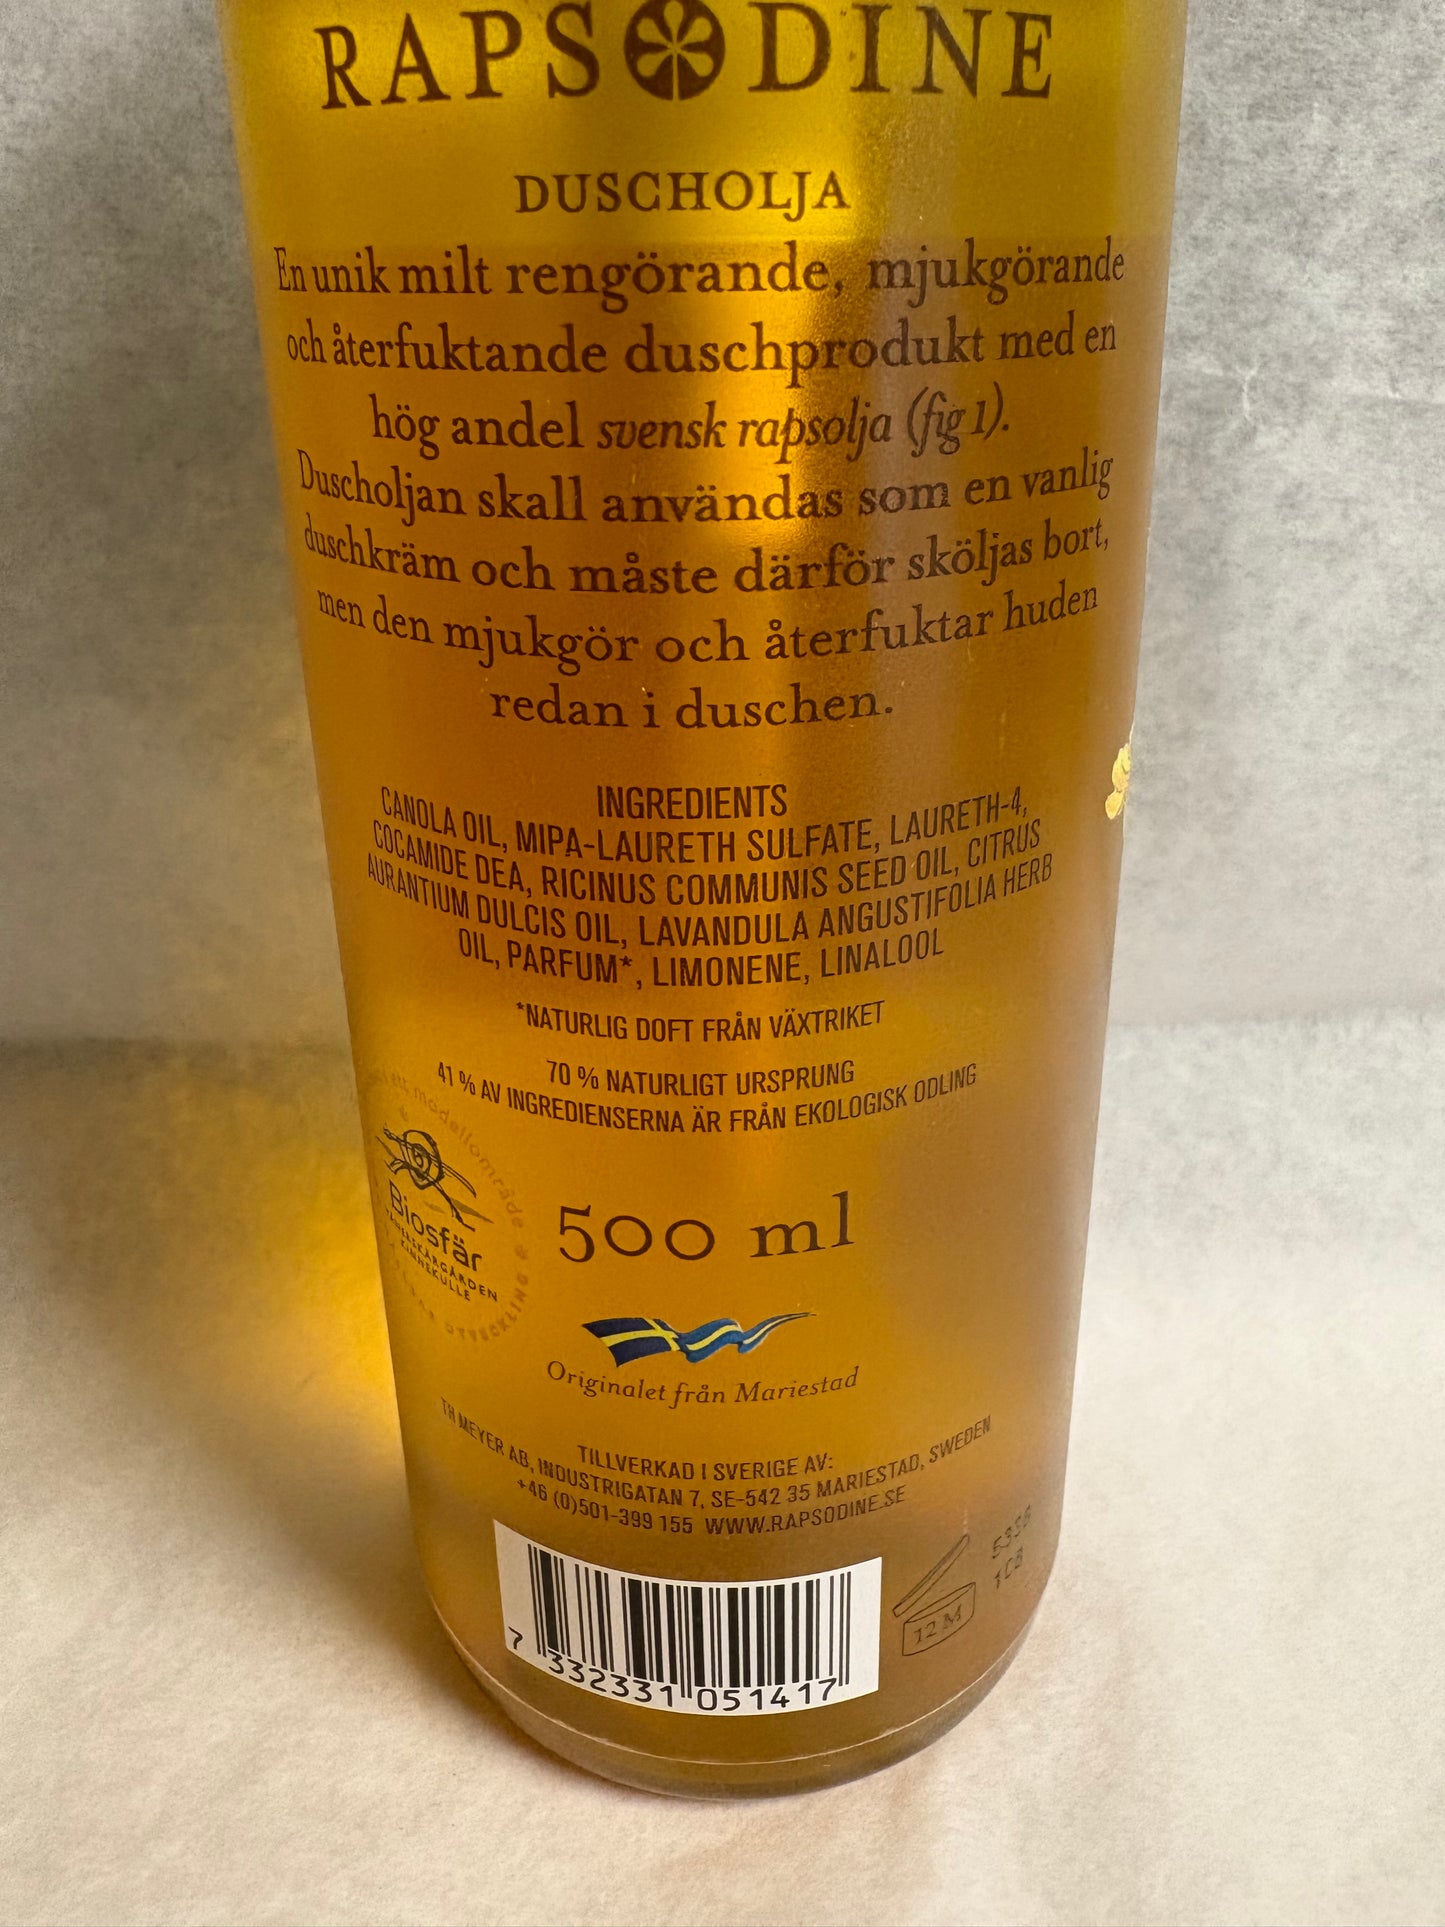 RAPSODINE
DUSCHOLJA
En unik milt rengörande, mjukgörande
och återfuktande duschprodukt med en
hög andel svensk rapsolja (fig 1).
Duscholjan skall användas som en vanlig
duschkräm och måste därför sköljas bort,
men den mjukgör och återfuktar huden
redan i duschen.
INGREDIENTS
CANOLA OIL, MIPA-LAURETH SULFATE, LAURETH-4,
COCAMIDE DEA, RICINUS COMMUNIS SEED OIL, CITRUS
AURANTIUM DULCIS OIL, LAVANDULA ANGUSTIFOLIA HERB
OIL, PARFUM*, LIMONENE, LINALOOL
*NATURLIG DOFT FRÅN VÄXTRIKET
70 % NATURLIGT URSPRUNG
41 % AV INGREDIENSERNA ÄR FRÅN EKOLOGISK ODLING
ett modellområde
Biosfär
KINNEKULLE
UTVECKLING
500 ml
Originalet från Mariestad
TILLVERKAD I SVERIGE AV:
TH MEYER AB, INDUSTRIGATAN 7, SE-542 35 MARIESTAD, SWEDEN
+46 (0)501-399 155 WWW.RAPSODINE.SE
12 M
7 332331 051417